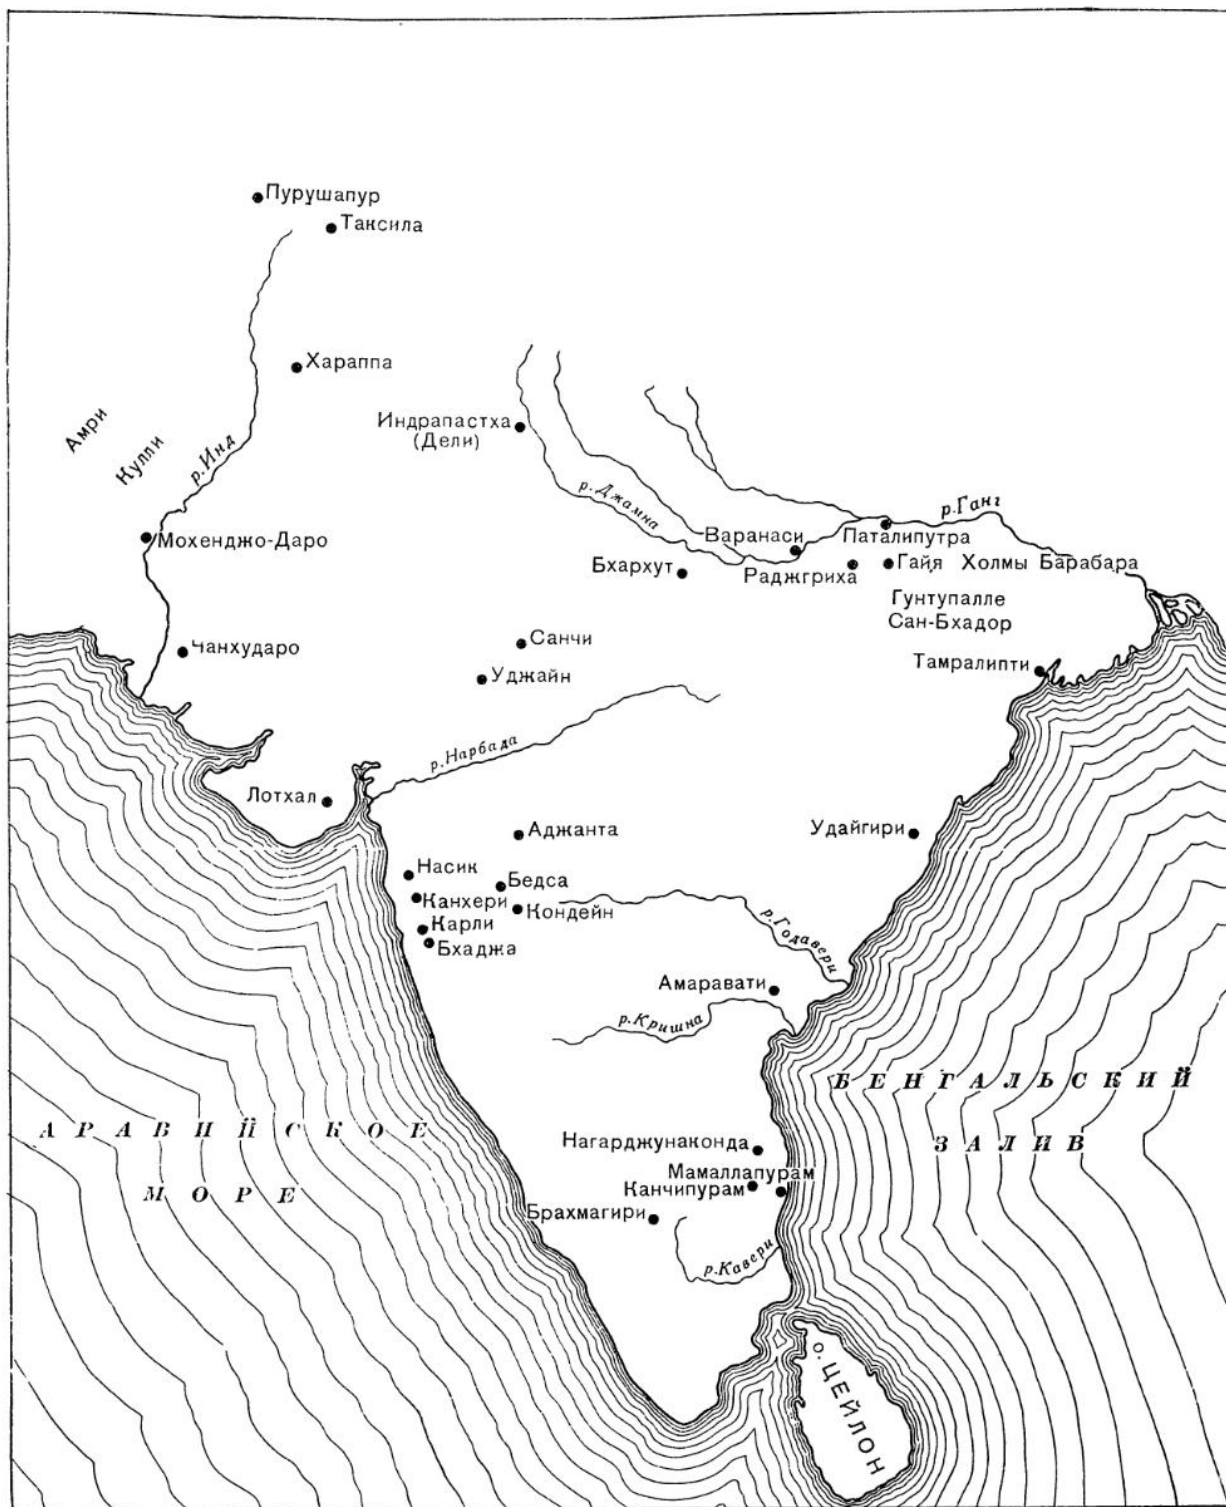 Пурушапур
Таксила
Хараппа
Амри
Кулли
р.Инд
Индрапастха
(Дели)
р.Джамна
р.Ганг
Мохенджо-Даро
Варанаси
Паталипутра
Бхархут
Раджгриха
Гайя
Холмы Барабара
Гунтупалле
Сан-Бхадор
Чанхударо
Санчи
Уджайн
Тамралипти
р.Нарбада
Лотхал
Аджанта
Удайгири
Насик
Бедса
Канхери
Кондейн
Карли
Бхаджа
р.Годавери
Амаравати
р.Кришна
БЕНГАЛЬСКИЙ
ЗАЛИВ
АРАВИЙСКОЕ
МОРЕ
Нагарджунаконда
Мамаллапурам
Канчипурам
Брахмагири
р.Кавери
о. ЦЕЙЛОН